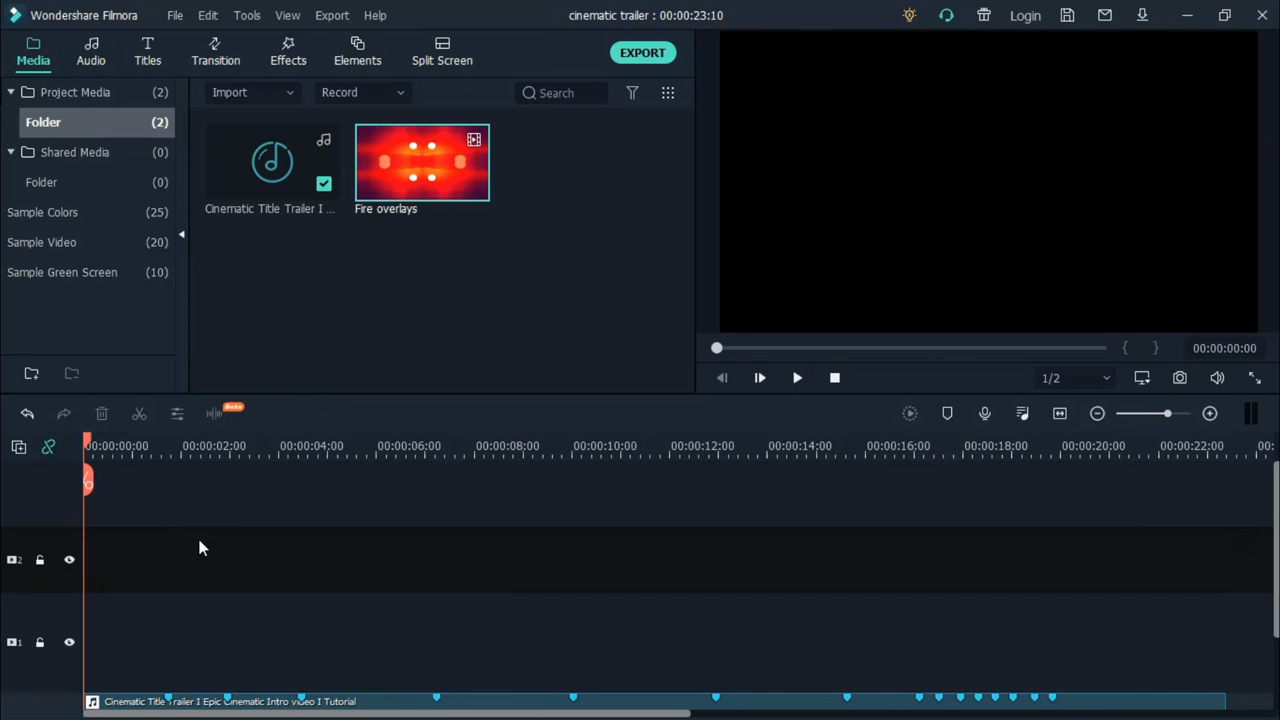 Wondershare Filmora File Edit Tools View Export Help cinematic trailer : 00:00:23:10 Login
Media Audio Titles Transition Effects Elements Split Screen EXPORT
Project Media (2) Import Record Search
Folder (2)
Shared Media (0)
Folder (0)
Cinematic Title Trailer I ... Fire overlays
Sample Colors (25)
Sample Video (20)
Sample Green Screen (10)
00:00:00:00
1/2
Beta
00:00:00:00 00:00:02:00 00:00:04:00 00:00:06:00 00:00:08:00 00:00:10:00 00:00:12:00 00:00:14:00 00:00:16:00 00:00:18:00 00:00:20:00 00:00:22:00
2
1
Cinematic Title Trailer I Epic Cinematic Intro video I Tutorial